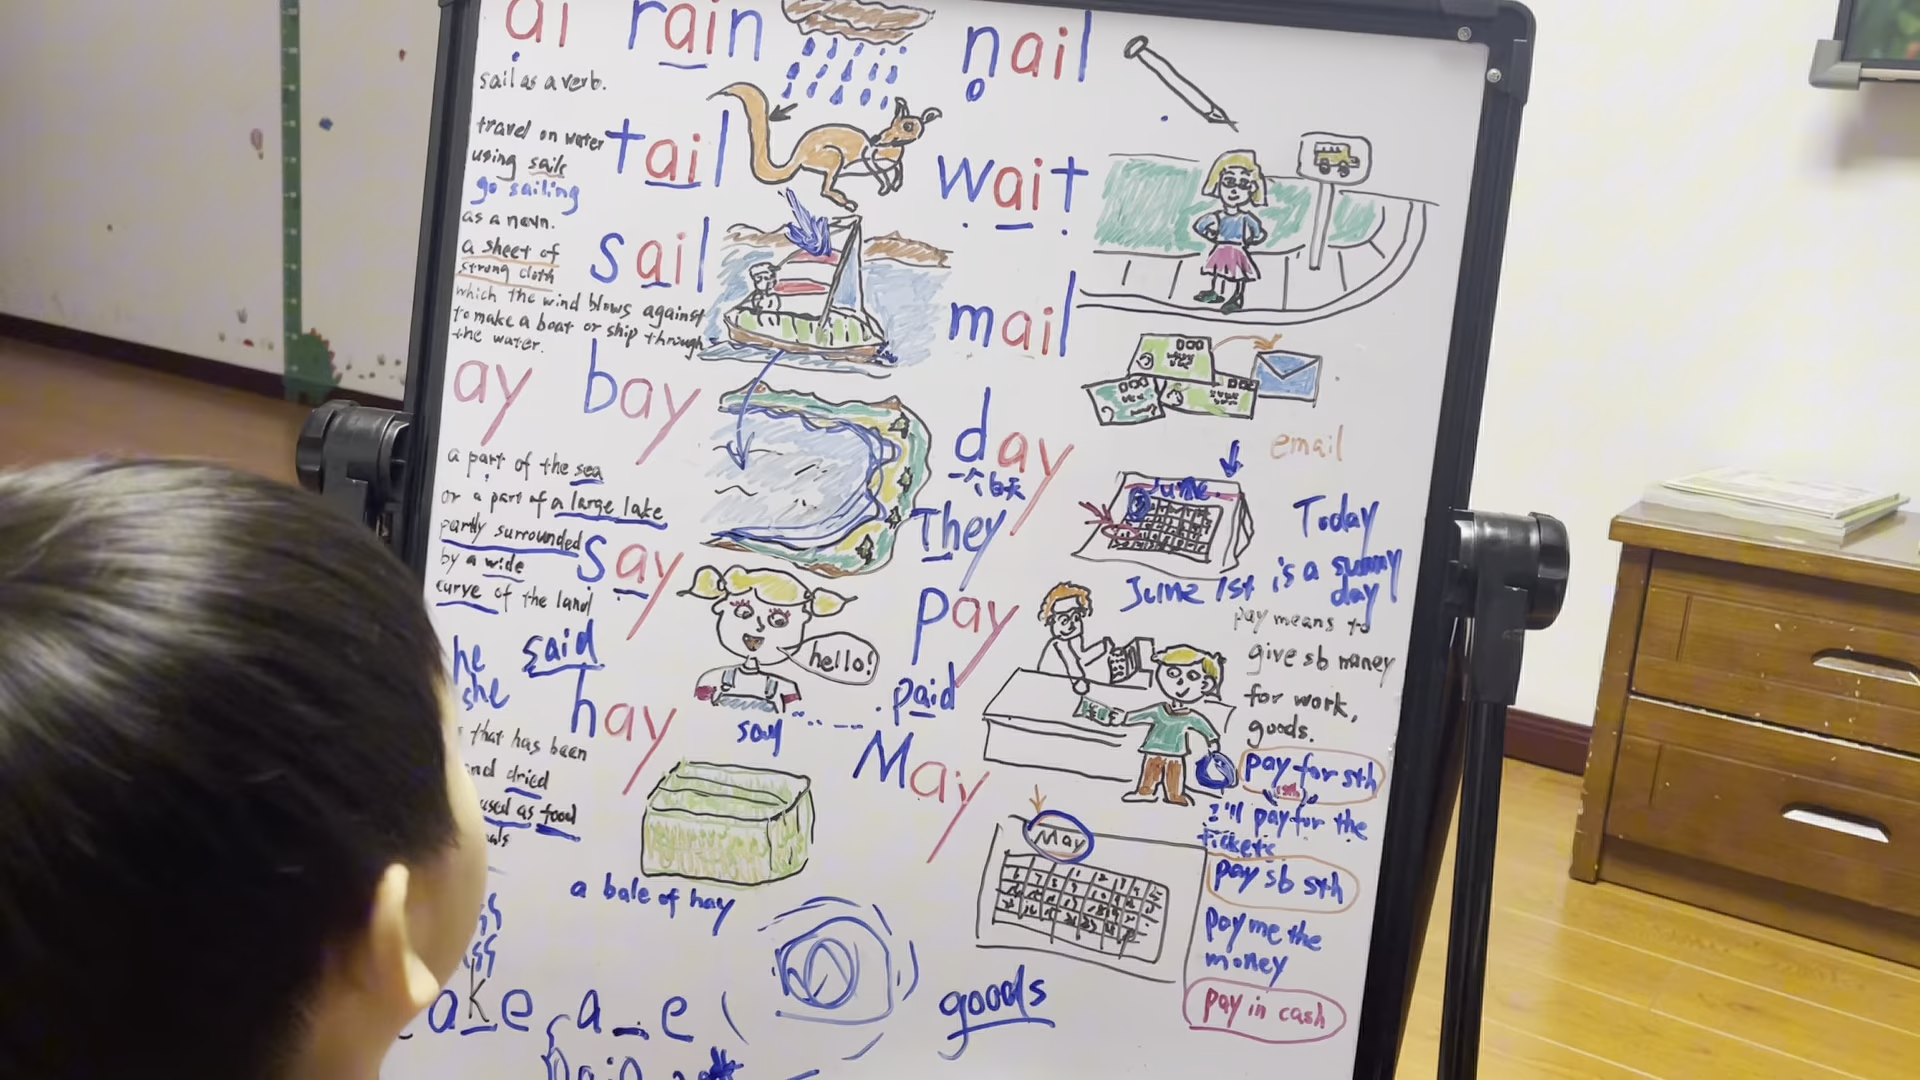 ai rain nail
sail as a verb.
travel on water
using sails
go sailing
as a noun.
a sheet of
strong cloth
which the wind blows against
to make a boat or ship through
the water.
tail wait
sail mail
email
ay bay day
一个白天
a part of the sea
or a part of a large lake
partly surrounded
by a wide
curve of the land
They
June
Today
is a sunny
day
June 1st
say pay
hello!
he said
she
say paid
pay means to
give sb money
for work,
goods.
pay for sth
I'll pay for the
tickets
pay sb sth
pay me the
money
pay in cash
hay May
that has been
and dried
used as food
a bale of hay
May
ake a_e
goods